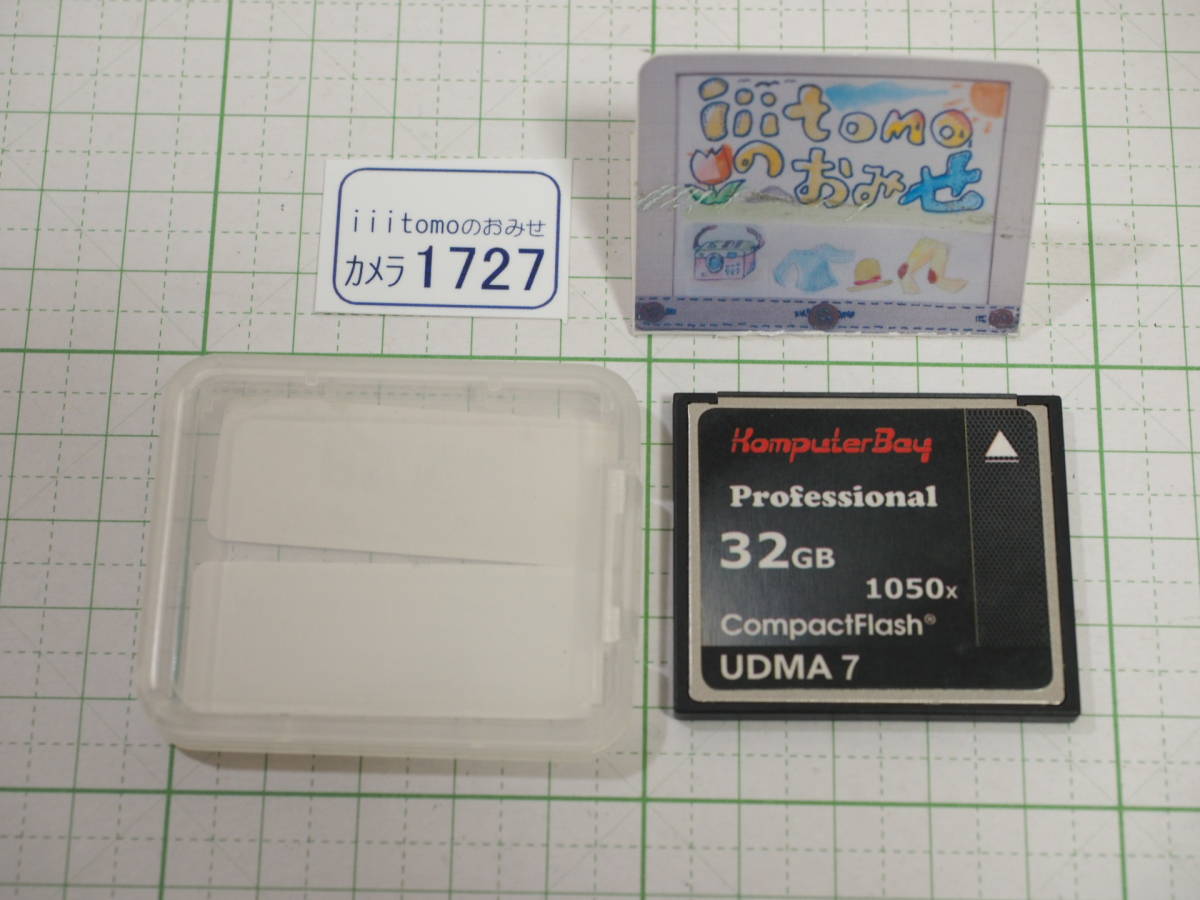 iiitomoのおみせ
カメラ 1727
iiitomo
のおみせ
KomputerBay
Professional
32GB
1050x
CompactFlash®
UDMA 7